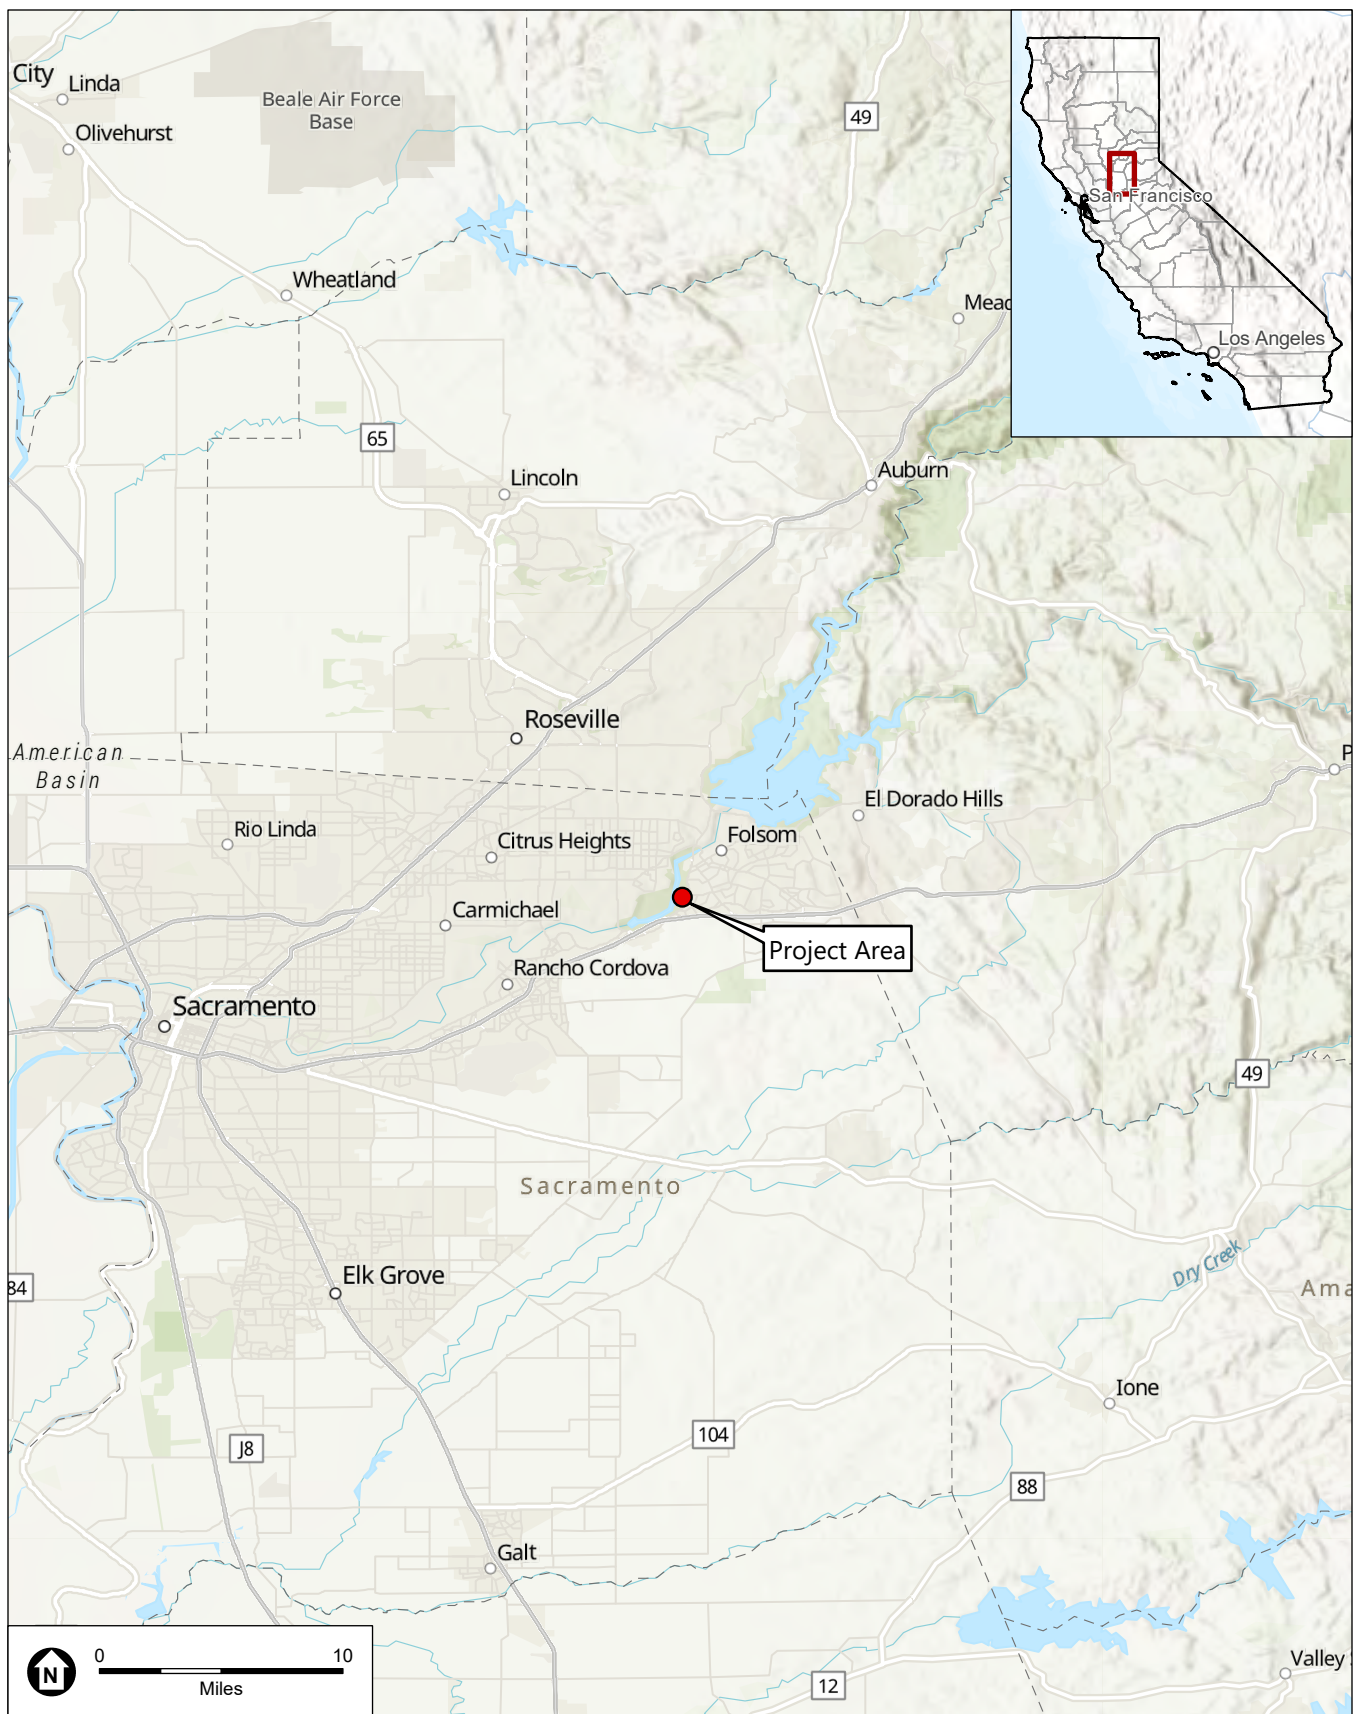 City
Linda
Olivehurst
Beale Air Force
Base
49
San Francisco
Los Angeles
Wheatland
Mead
65
Lincoln
Auburn
Roseville
American
Basin
P
El Dorado Hills
Rio Linda
Citrus Heights
Folsom
Carmichael
Project Area
Rancho Cordova
Sacramento
49
Sacramento
Dry Creek
Elk Grove
84
Ama
Ione
J8
104
88
Galt
N
0
10
Miles
12
Valley